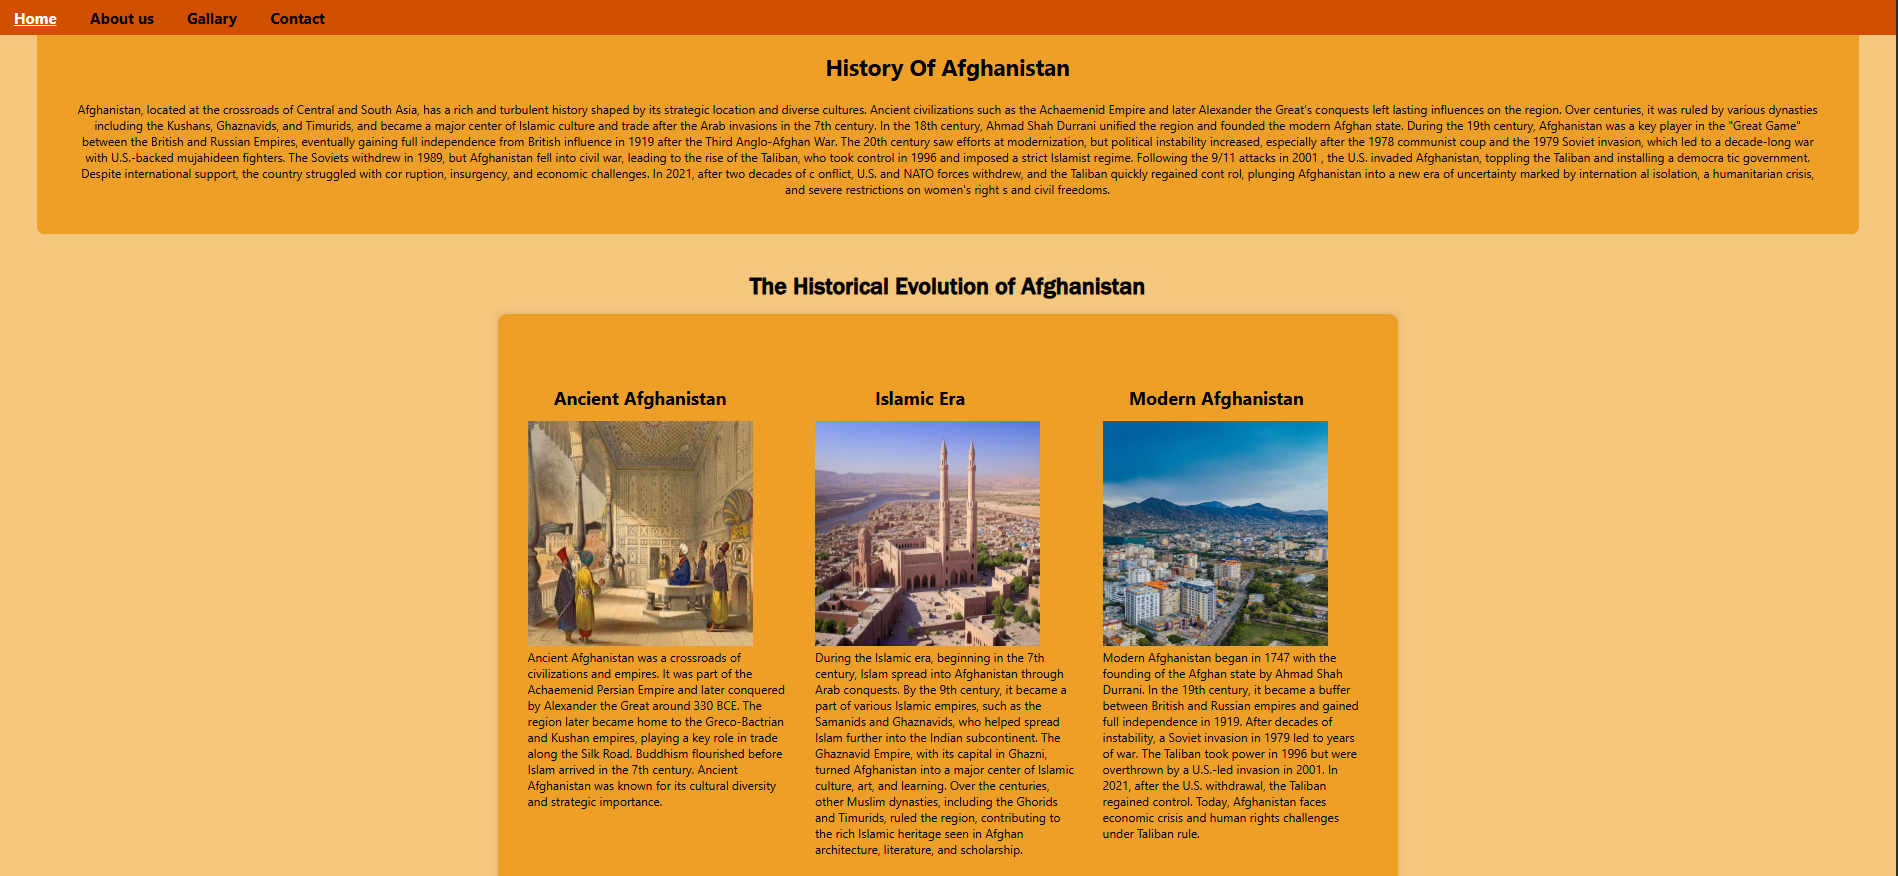 Home About us Gallary Contact
History Of Afghanistan
Afghanistan, located at the crossroads of Central and South Asia, has a rich and turbulent history shaped by its strategic location and diverse cultures. Ancient civilizations such as the Achaemenid Empire and later Alexander the Great's conquests left lasting influences on the region. Over centuries, it was ruled by various dynasties
including the Kushans, Ghaznavids, and Timurids, and became a major center of Islamic culture and trade after the Arab invasions in the 7th century. In the 18th century, Ahmad Shah Durrani unified the region and founded the modern Afghan state. During the 19th century, Afghanistan was a key player in the "Great Game"
between the British and Russian Empires, eventually gaining full independence from British influence in 1919 after the Third Anglo-Afghan War. The 20th century saw efforts at modernization, but political instability increased, especially after the 1978 communist coup and the 1979 Soviet invasion, which led to a decade-long war
with U.S.-backed mujahideen fighters. The Soviets withdrew in 1989, but Afghanistan fell into civil war, leading to the rise of the Taliban, who took control in 1996 and imposed a strict Islamist regime. Following the 9/11 attacks in 2001 , the U.S. invaded Afghanistan, toppling the Taliban and installing a democra tic government.
Despite international support, the country struggled with cor ruption, insurgency, and economic challenges. In 2021, after two decades of c onflict, U.S. and NATO forces withdrew, and the Taliban quickly regained cont rol, plunging Afghanistan into a new era of uncertainty marked by internation al isolation, a humanitarian crisis,
and severe restrictions on women's right s and civil freedoms.
The Historical Evolution of Afghanistan
Ancient Afghanistan
Ancient Afghanistan was a crossroads of
civilizations and empires. It was part of the
Achaemenid Persian Empire and later conquered
by Alexander the Great around 330 BCE. The
region later became home to the Greco-Bactrian
and Kushan empires, playing a key role in trade
along the Silk Road. Buddhism flourished before
Islam arrived in the 7th century. Ancient
Afghanistan was known for its cultural diversity
and strategic importance.
Islamic Era
During the Islamic era, beginning in the 7th
century, Islam spread into Afghanistan through
Arab conquests. By the 9th century, it became a
part of various Islamic empires, such as the
Samanids and Ghaznavids, who helped spread
Islam further into the Indian subcontinent. The
Ghaznavid Empire, with its capital in Ghazni,
turned Afghanistan into a major center of Islamic
culture, art, and learning. Over the centuries,
other Muslim dynasties, including the Ghorids
and Timurids, ruled the region, contributing to
the rich Islamic heritage seen in Afghan
architecture, literature, and scholarship.
Modern Afghanistan
Modern Afghanistan began in 1747 with the
founding of the Afghan state by Ahmad Shah
Durrani. In the 19th century, it became a buffer
between British and Russian empires and gained
full independence in 1919. After decades of
instability, a Soviet invasion in 1979 led to years
of war. The Taliban took power in 1996 but were
overthrown by a U.S.-led invasion in 2001. In
2021, after the U.S. withdrawal, the Taliban
regained control. Today, Afghanistan faces
economic crisis and human rights challenges
under Taliban rule.